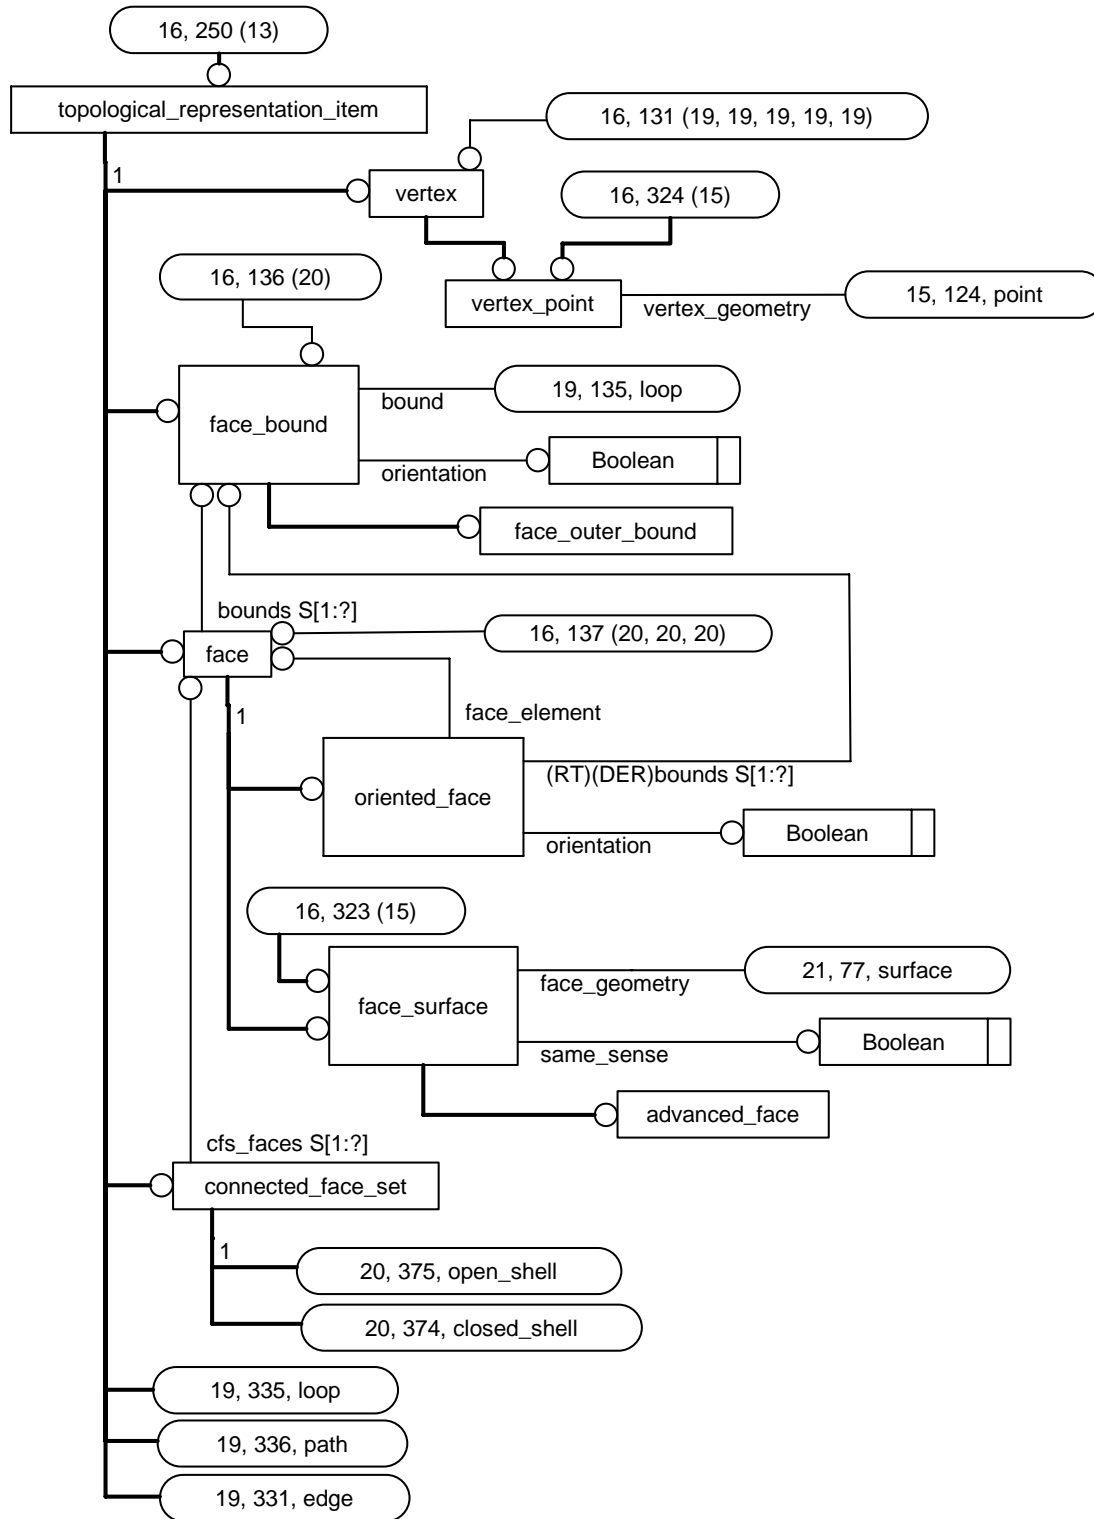 16, 250 (13)
topological_representation_item
16, 131 (19, 19, 19, 19, 19)
1
vertex
16, 324 (15)
16, 136 (20)
vertex_point
vertex_geometry
15, 124, point
face_bound
bound
19, 135, loop
orientation
Boolean
face_outer_bound
bounds S[1:?]
face
16, 137 (20, 20, 20)
1
face_element
oriented_face
(RT)(DER)bounds S[1:?]
orientation
Boolean
16, 323 (15)
face_surface
face_geometry
21, 77, surface
same_sense
Boolean
advanced_face
cfs_faces S[1:?]
connected_face_set
1
20, 375, open_shell
20, 374, closed_shell
19, 335, loop
19, 336, path
19, 331, edge